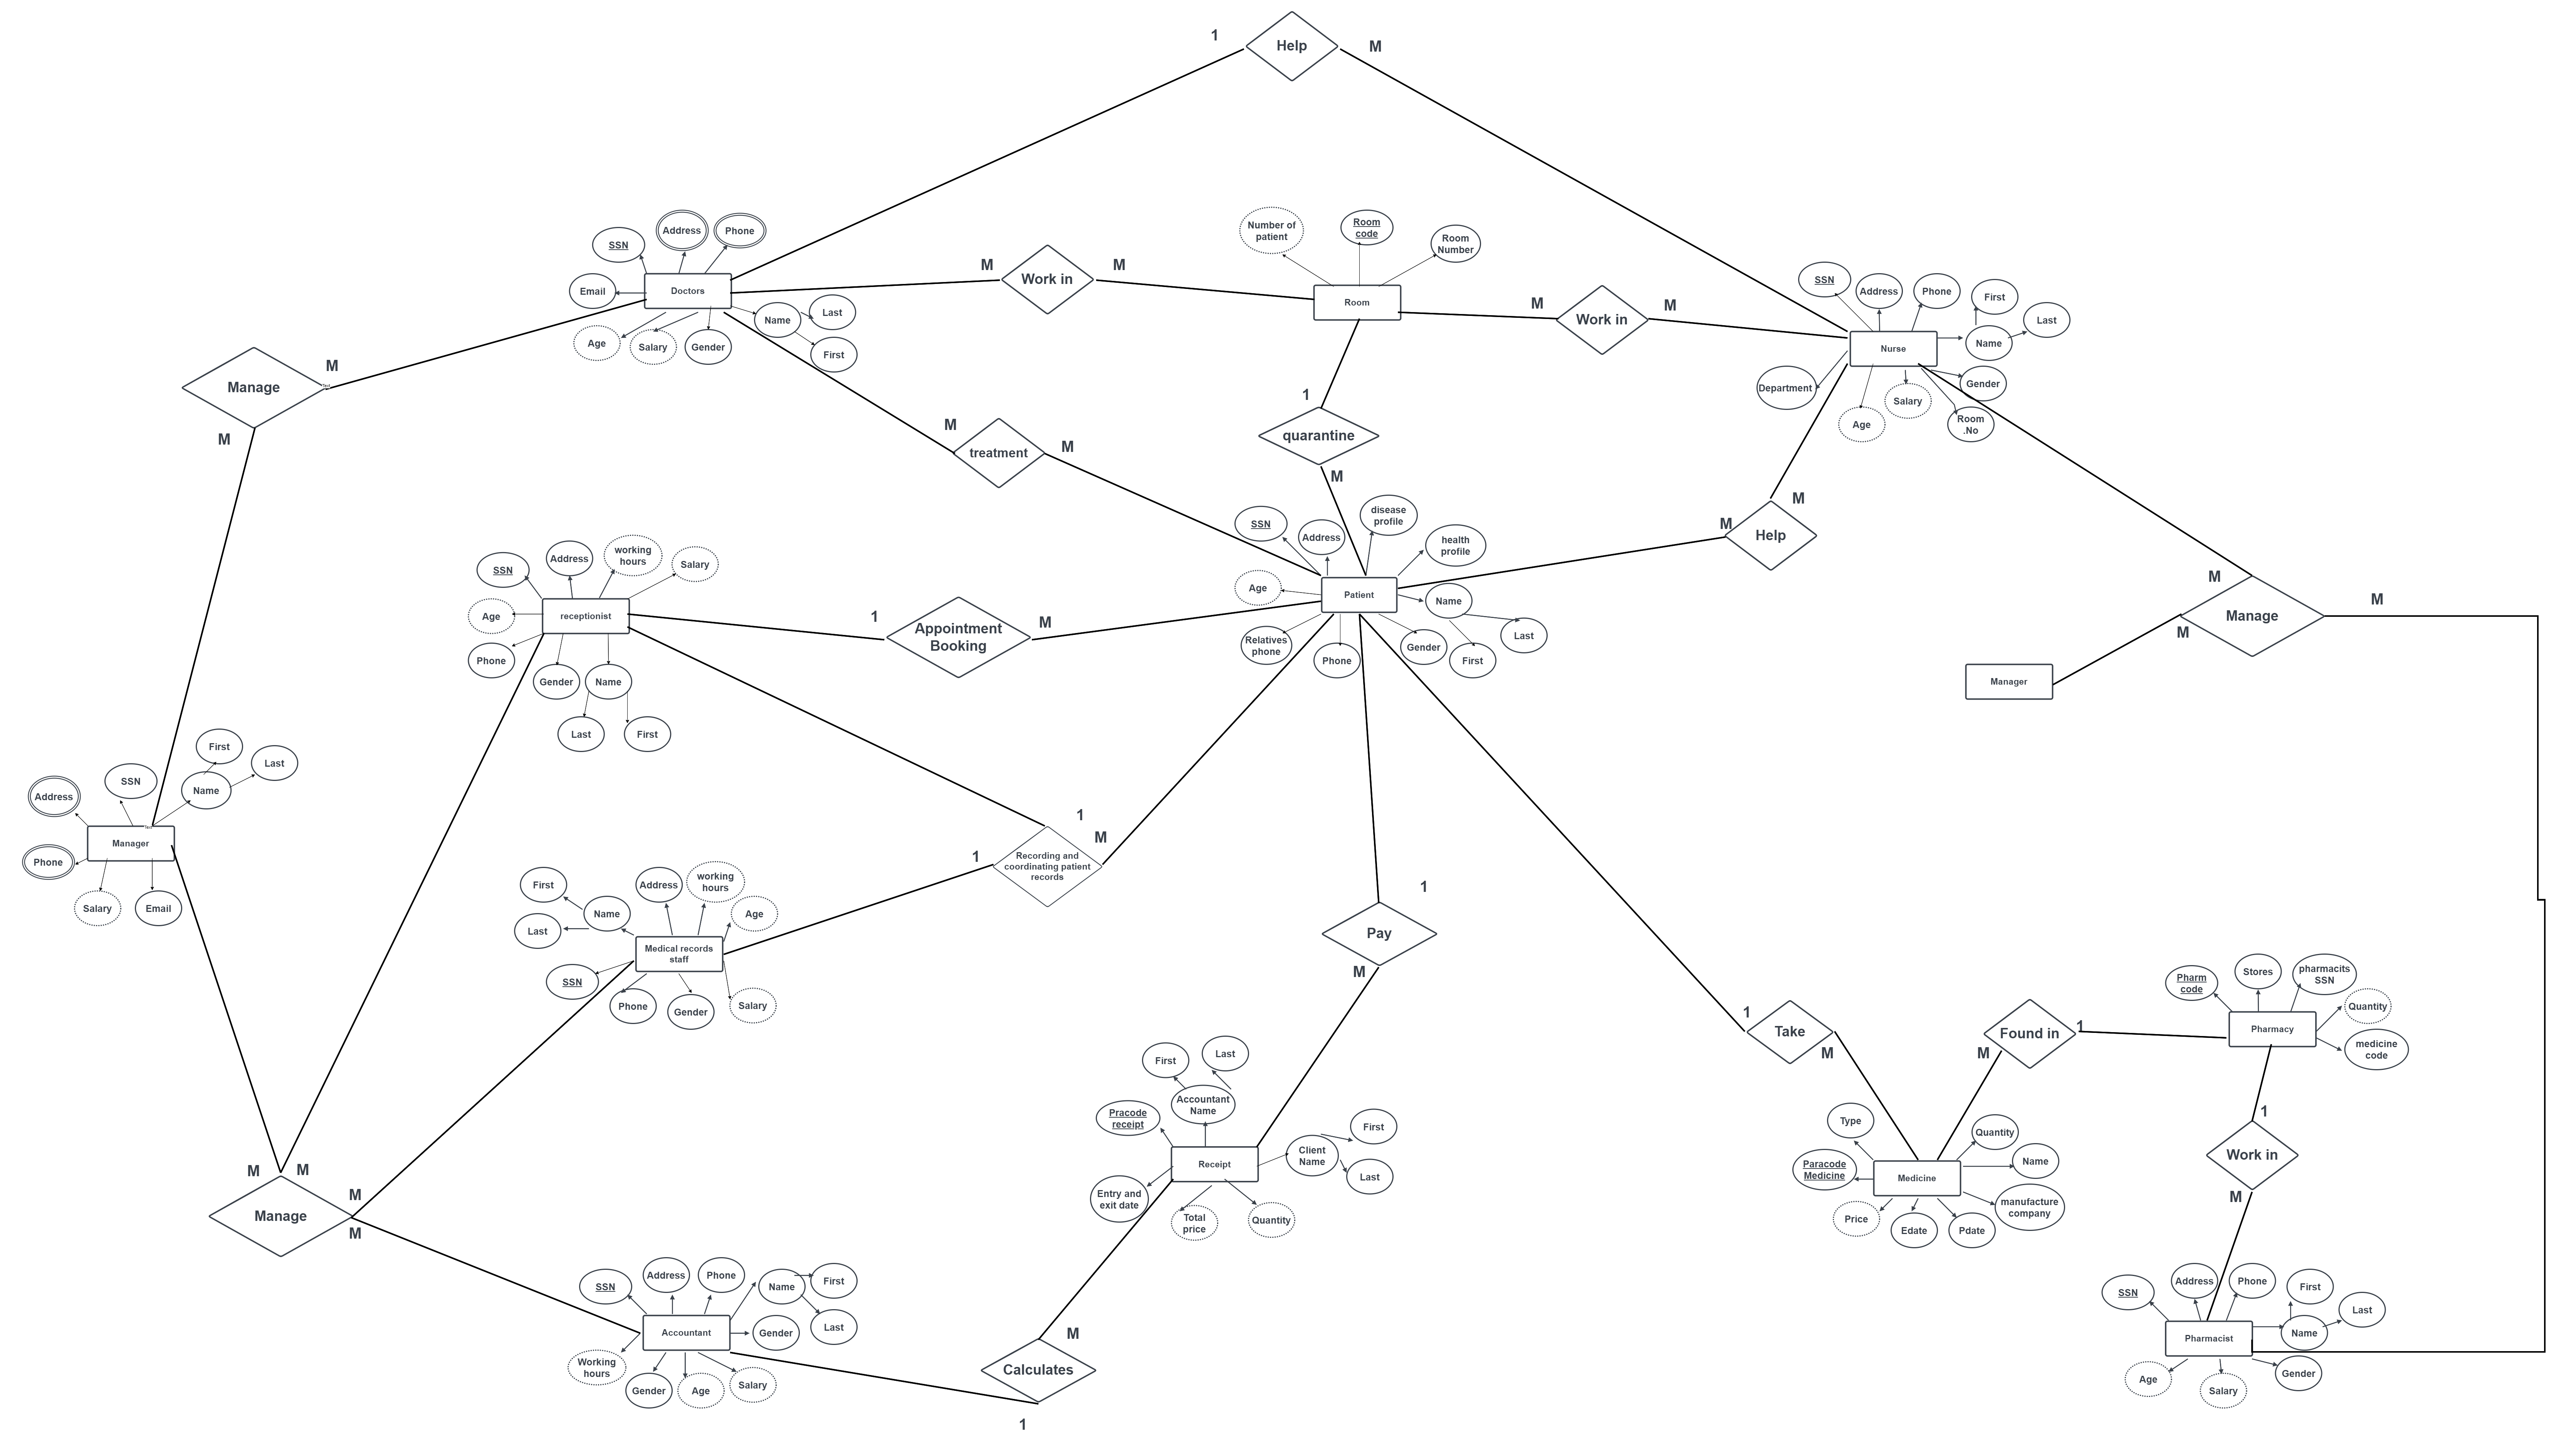 1
Help
M
SSN
Address
Phone
Email
Doctors
Age
Salary
Gender
Name
Last
First
M
Work in
M
Number of
patient
Room
code
Room
Number
Room
M
Work in
M
SSN
Address
Phone
First
Last
Name
Nurse
Department
Age
Salary
Gender
Room
.No
Manage
M
M
M
treatment
M
1
quarantine
M
M
M
Help
SSN
Address
disease
profile
health
profile
Age
Patient
Name
Relatives
phone
Phone
Gender
First
Last
SSN
Address
working
hours
Salary
Age
receptionist
Phone
Gender
Name
Last
First
1
Appointment
Booking
M
M
M
Manage
M
Manager
First
Last
SSN
Name
Address
Manager
Phone
Salary
Email
1
M
1
Recording and
coordinating patient
records
First
Name
Last
Address
working
hours
Age
Medical records
staff
SSN
Phone
Gender
Salary
1
Pay
M
1
Take
M
M
Found in
1
Pharm
code
Stores
pharmacits
SSN
Quantity
Pharmacy
medicine
code
First
Last
Accountant
Name
Pracode
receipt
Receipt
Client
Name
First
Last
Entry and
exit date
Total
price
Quantity
Type
Quantity
Paracode
Medicine
Name
Medicine
manufacture
company
Price
Edate
Pdate
1
Work in
M
M
M
M
Manage
M
SSN
Address
Phone
Name
First
Last
Accountant
Gender
Working
hours
Gender
Age
Salary
M
Calculates
1
SSN
Address
Phone
First
Last
Name
Pharmacist
Age
Salary
Gender